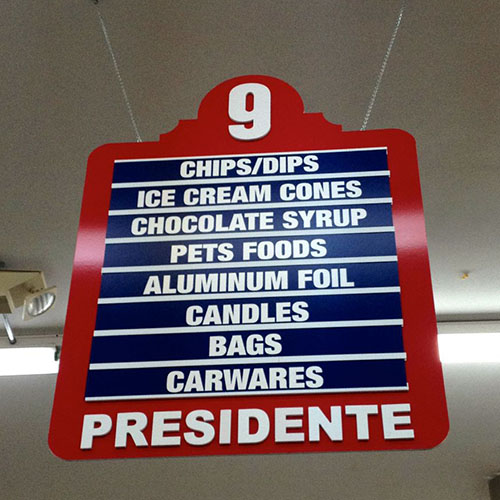 9
CHIPS/DIPS
ICE CREAM CONES
CHOCOLATE SYRUP
PETS FOODS
ALUMINUM FOIL
CANDLES
BAGS
CARWARES
PRESIDENTE